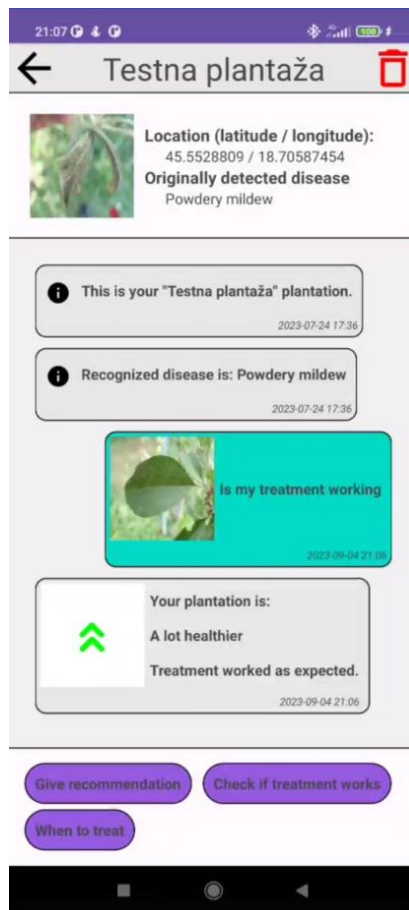 21:07
100
Testna plantaža
Location (latitude / longitude):
45.5528809 / 18.70587454
Originally detected disease
Powdery mildew
This is your "Testna plantaža" plantation.
2023-07-24 17:36
Recognized disease is: Powdery mildew
2023-07-24 17:36
Is my treatment working
2023-09-04 21:06
Your plantation is:
A lot healthier
Treatment worked as expected.
2023-09-04 21:06
Give recommendation
Check if treatment works
When to treat